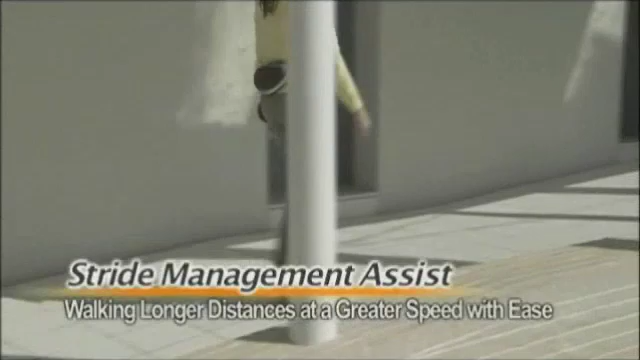 Stride Management Assist
Walking Longer Distances at a Greater Speed with Ease